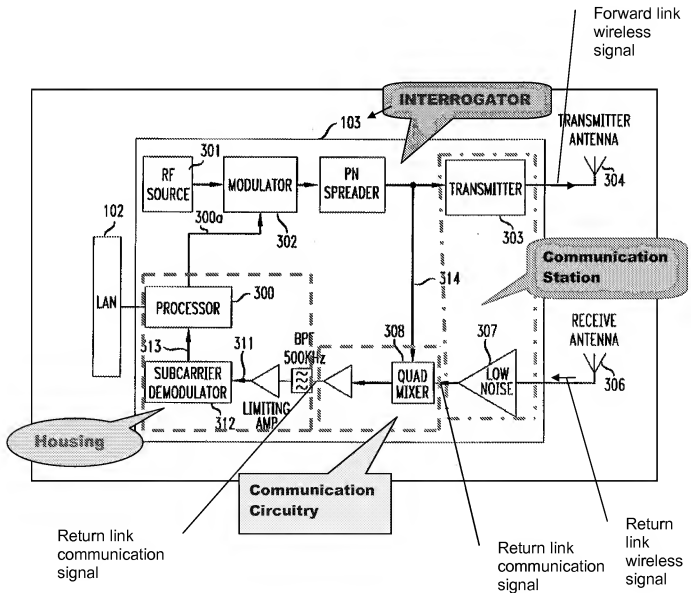 Forward link
wireless
signal
INTERROGATOR
103
TRANSMITTER
ANTENNA
304
RF
SOURCE
301
MODULATOR
302
PN
SPREADER
TRANSMITTER
303
300a
102
LAN
PROCESSOR
300
314
Communication
Station
313
311
BPF
500KHz
308
QUAD
MIXER
307
LOW
NOISE
RECEIVE
ANTENNA
306
SUBCARRIER
DEMODULATOR
312
LIMITING
AMP
Housing
Communication
Circuitry
Return link
communication
signal
Return link
communication
signal
Return
link
wireless
signal